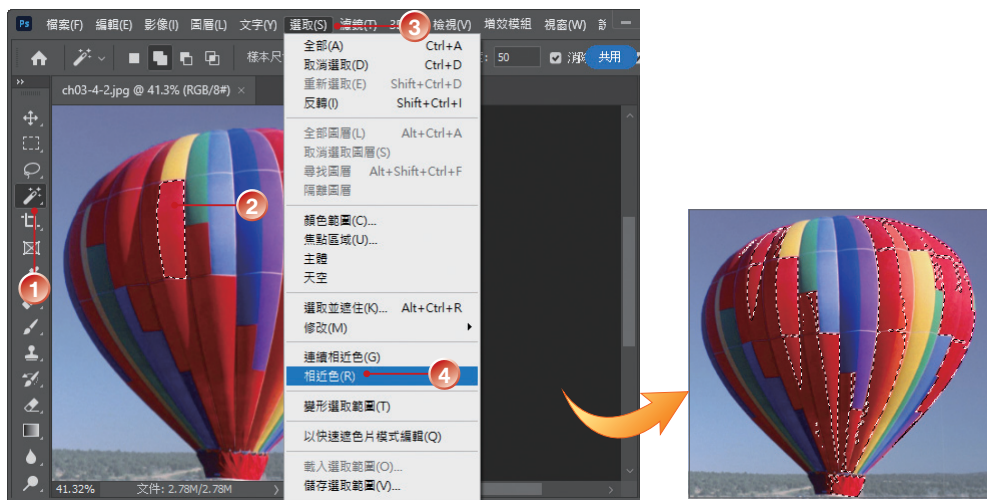 Ps 檔案(F) 編輯(E) 影像(I) 圖層(L) 文字(Y) 選取(S) 濾鏡(T) 3D 檢視(V) 增效模組 視窗(W)
3
樣本尺 : 50 消除 共用
ch03-4-2.jpg @ 41.3% (RGB/8#) ×
全部(A) Ctrl+A
取消選取(D) Ctrl+D
重新選取(E) Shift+Ctrl+D
反轉(I) Shift+Ctrl+I
全部圖層(L) Alt+Ctrl+A
取消選取圖層(S)
尋找圖層 Alt+Shift+Ctrl+F
隔離圖層
2
顏色範圍(C)...
焦點區域(U)...
主體
天空
1
選取並遮住(K)... Alt+Ctrl+R
修改(M)
連續相近色(G)
相近色(R)
4
變形選取範圍(T)
以快速遮色片模式編輯(Q)
載入選取範圍(O)...
儲存選取範圍(V)...
41.32% 文件: 2.78M/2.78M